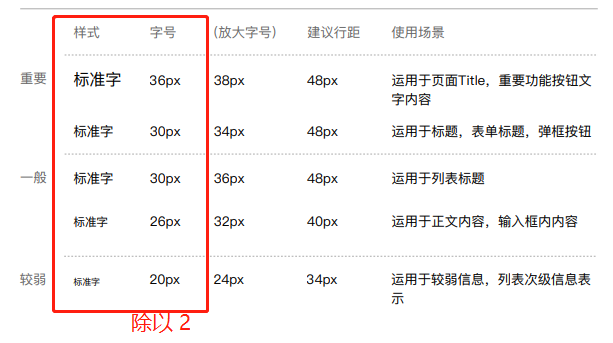 样式 字号 (放大字号) 建议行距 使用场景
重要 标准字 36px 38px 48px 运用于页面Title，重要功能按钮文
字内容
标准字 30px 34px 48px 运用于标题，表单标题，弹框按钮
一般 标准字 30px 36px 48px 运用于列表标题
标准字 26px 32px 40px 运用于正文内容，输入框内内容
较弱 标准字 20px 24px 34px 运用于较弱信息，列表次级信息表
示
除以 2